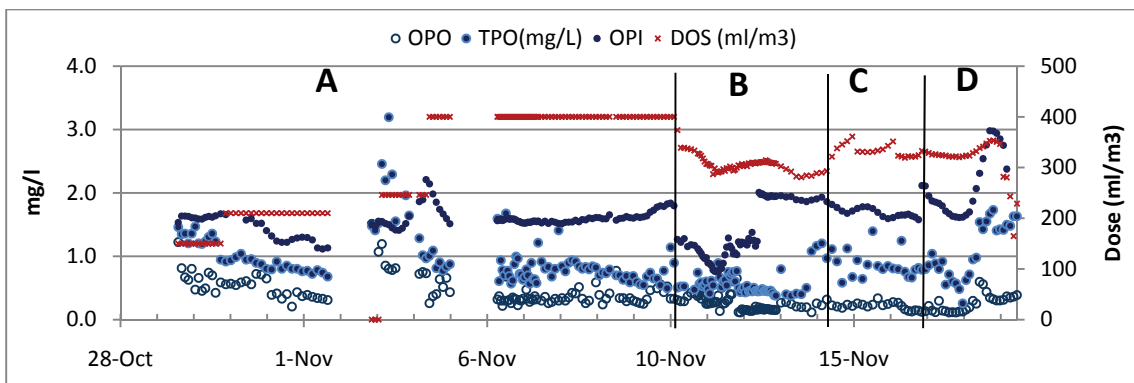 OPO TPO(mg/L) OPI DOS (ml/m3)
4.0 A B C D 500
3.0 400
300
2.0
200
1.0
100
0.0 0
28-Oct 1-Nov 6-Nov 10-Nov 15-Nov
mg/l
Dose (ml/m3)